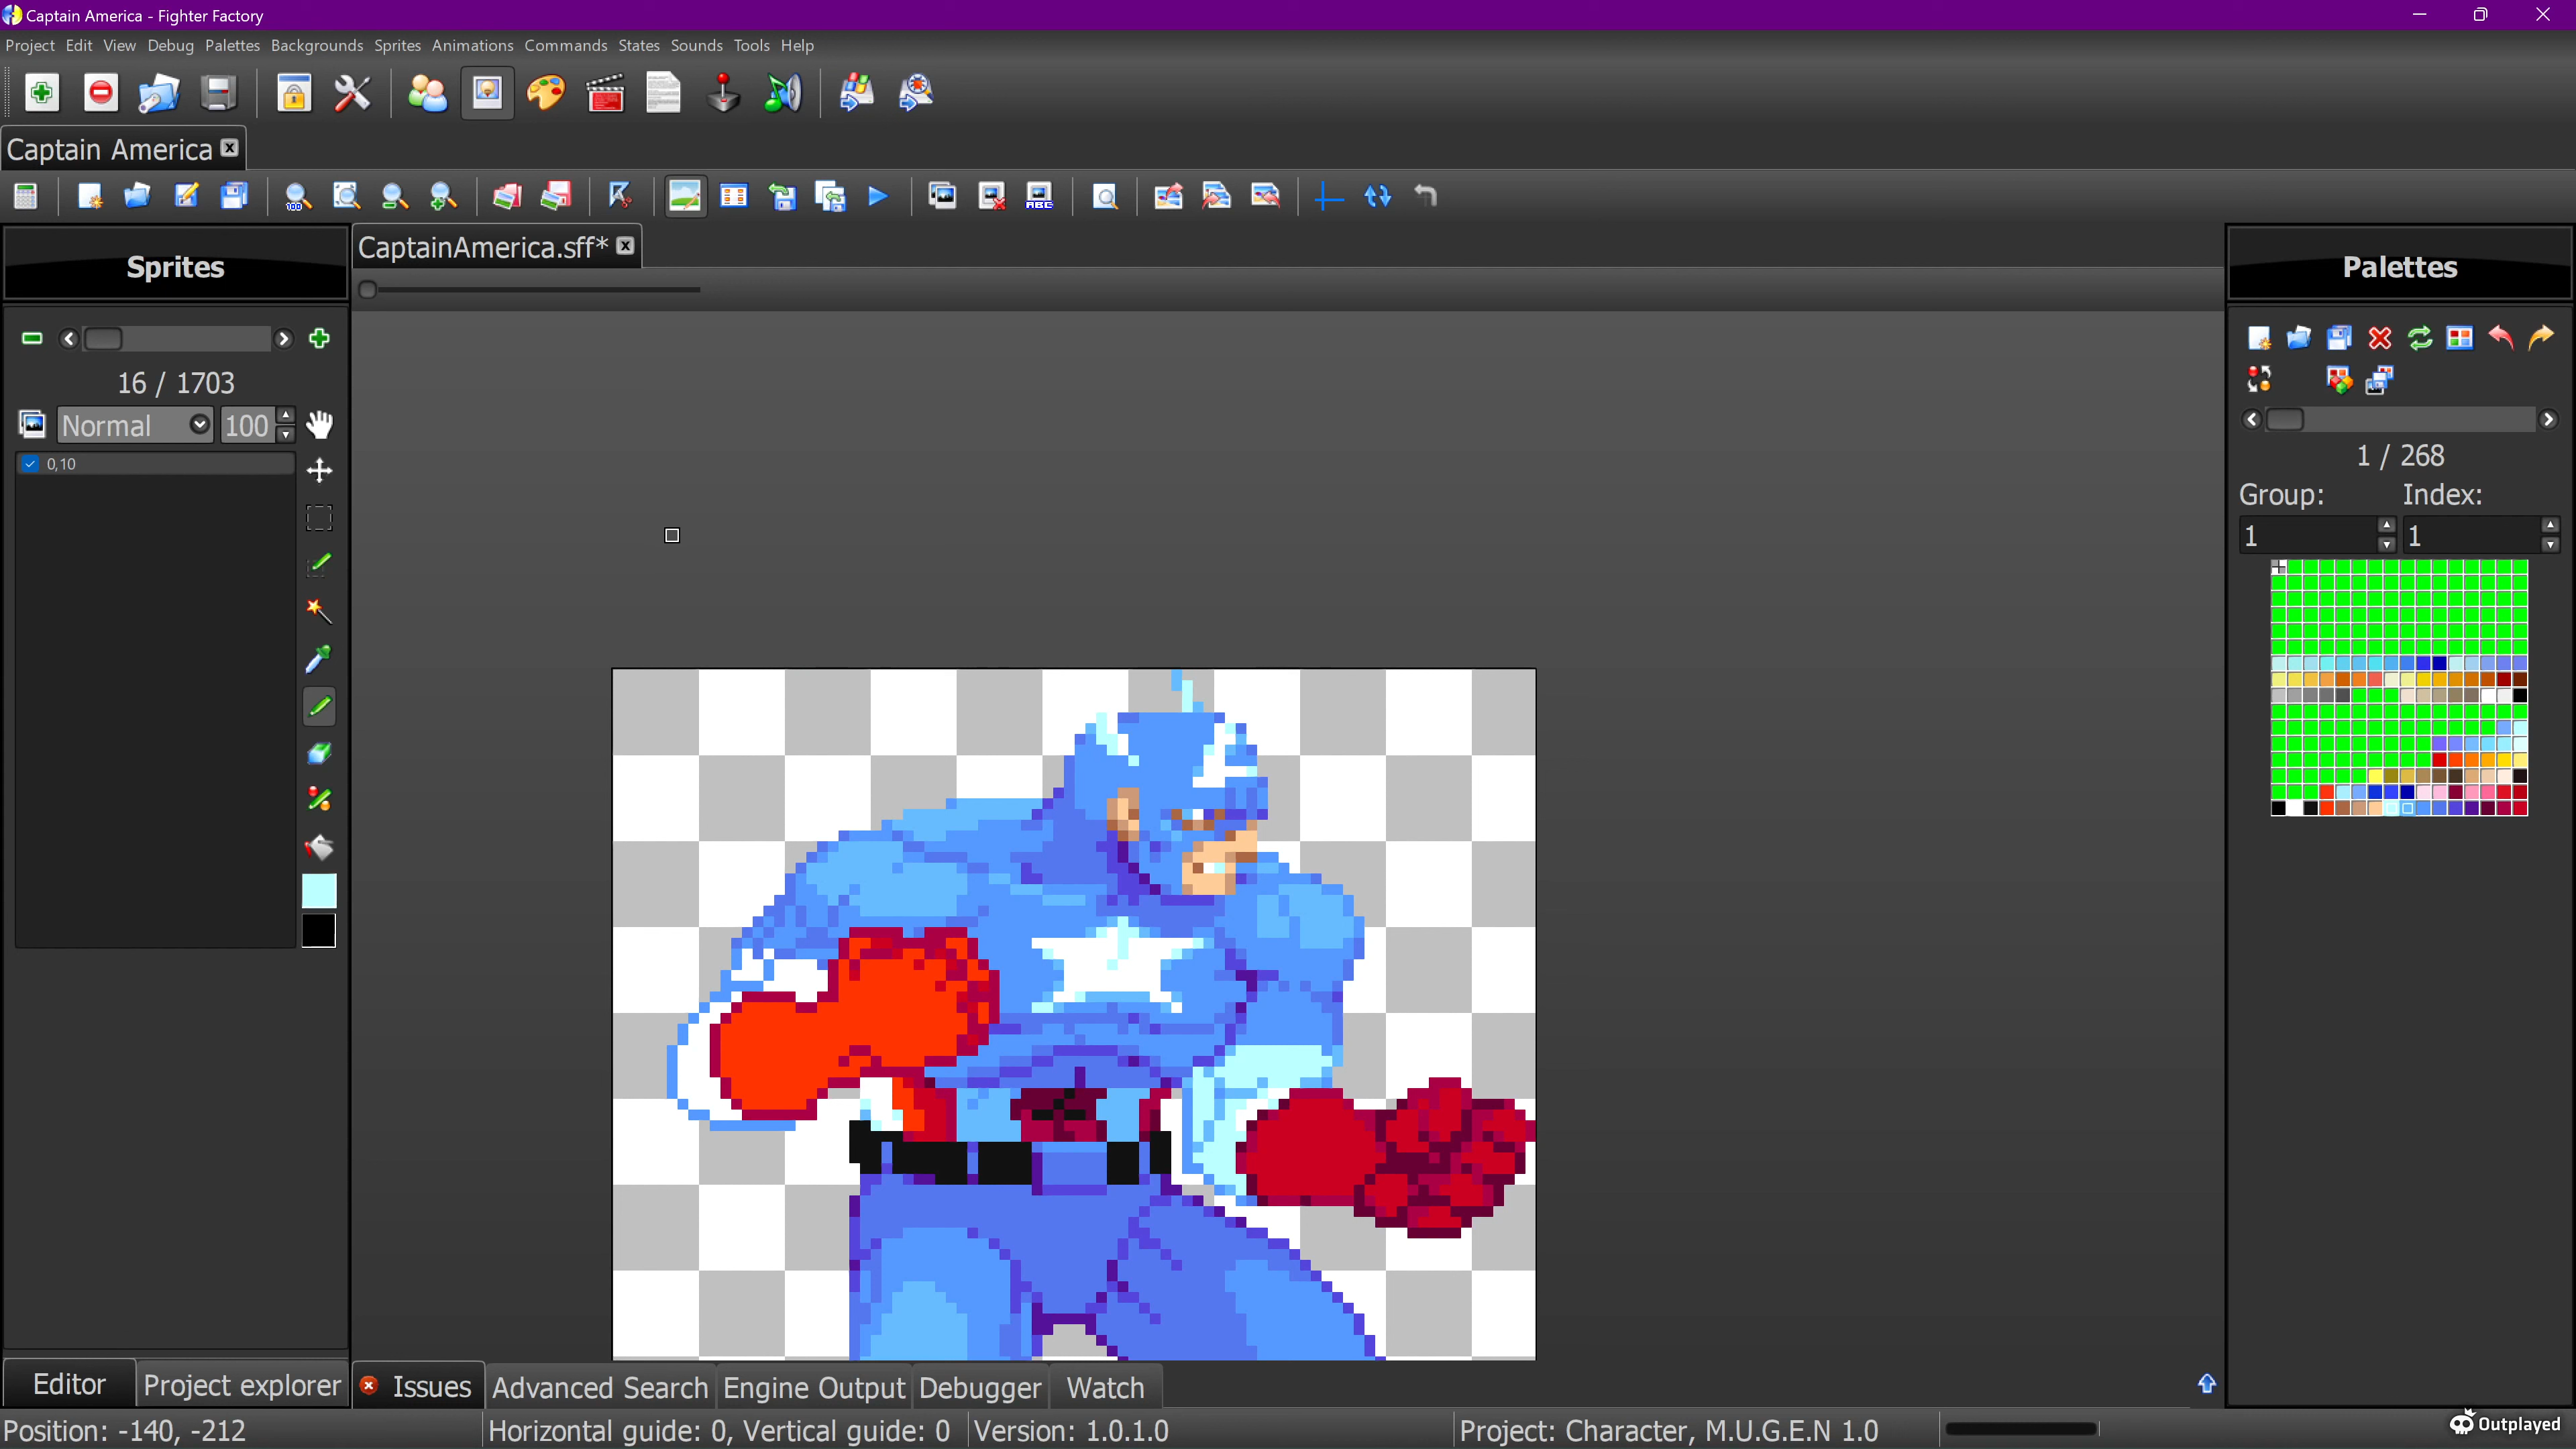 Captain America - Fighter Factory
Project Edit View Debug Palettes Backgrounds Sprites Animations Commands States Sounds Tools Help
Captain America
100
ABC
Sprites
CaptainAmerica.sff*
Palettes
16 / 1703
Normal 100
0,10
1 / 268
Group: Index:
1 1
Editor Project explorer Issues Advanced Search Engine Output Debugger Watch
Position: -140, -212 Horizontal guide: 0, Vertical guide: 0 Version: 1.0.1.0 Project: Character, M.U.G.E.N 1.0
Outplayed